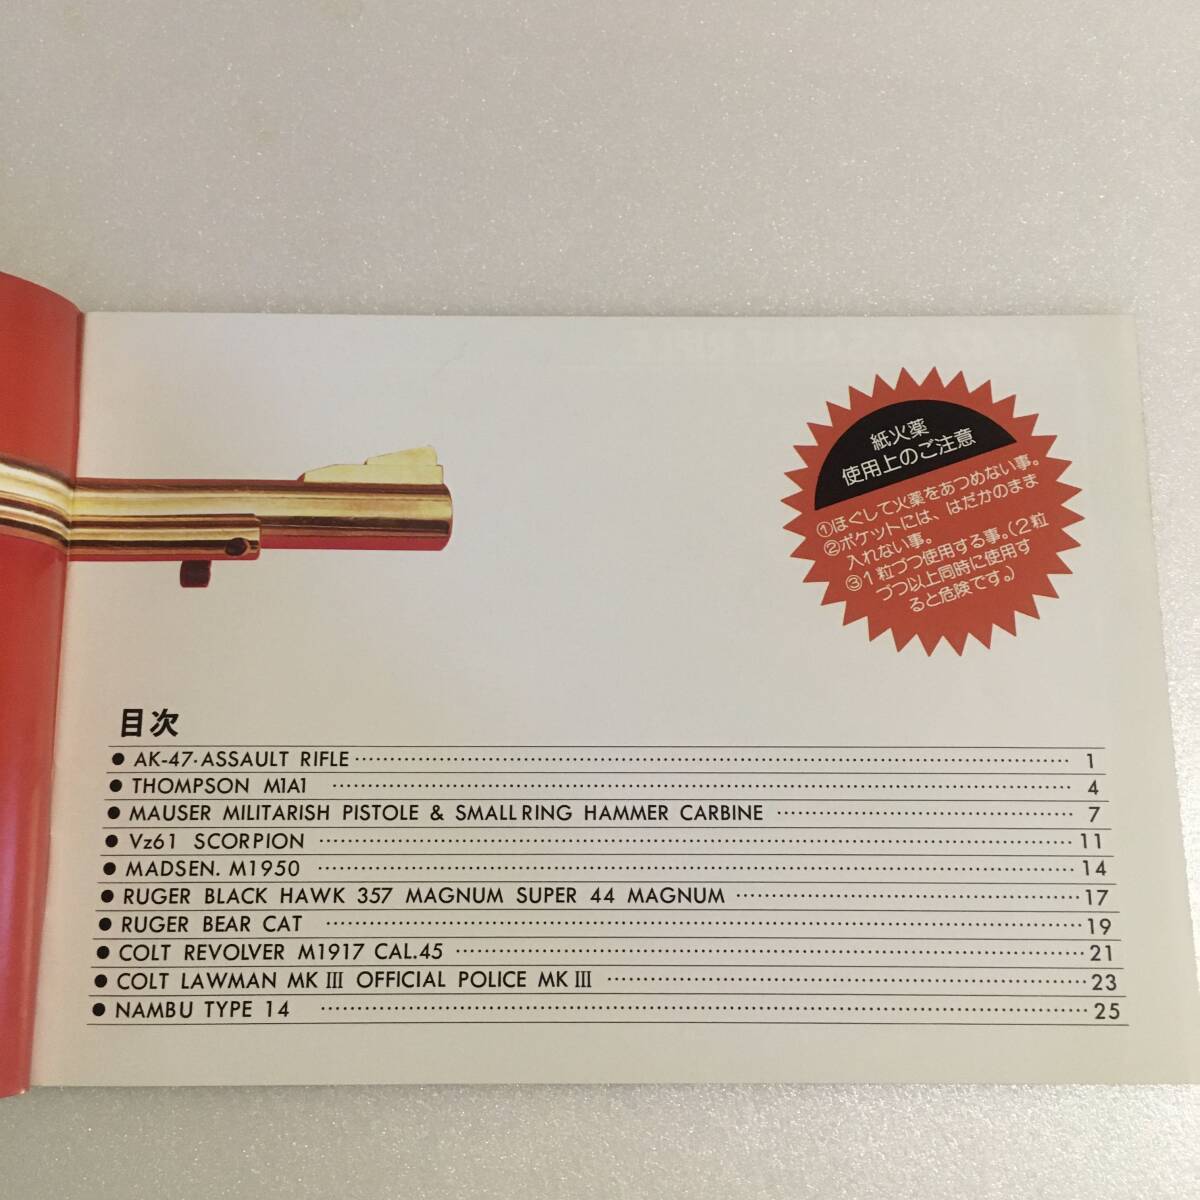 紙火薬
使用上のご注意
①ほぐして火薬をあつめない事。
②ポケットには、はだかのまま
入れない事。
③1粒づつ使用する事。(2粒
づつ以上同時に使用す
ると危険です。)
目次
● AK-47·ASSAULT RIFLE 1
● THOMPSON M1A1 4
● MAUSER MILITARISH PISTOLE & SMALL RING HAMMER CARBINE 7
● Vz61 SCORPION 11
● MADSEN. M1950 14
● RUGER BLACK HAWK 357 MAGNUM SUPER 44 MAGNUM 17
● RUGER BEAR CAT 19
● COLT REVOLVER M1917 CAL.45 21
● COLT LAWMAN MK III OFFICIAL POLICE MK III 23
● NAMBU TYPE 14 25